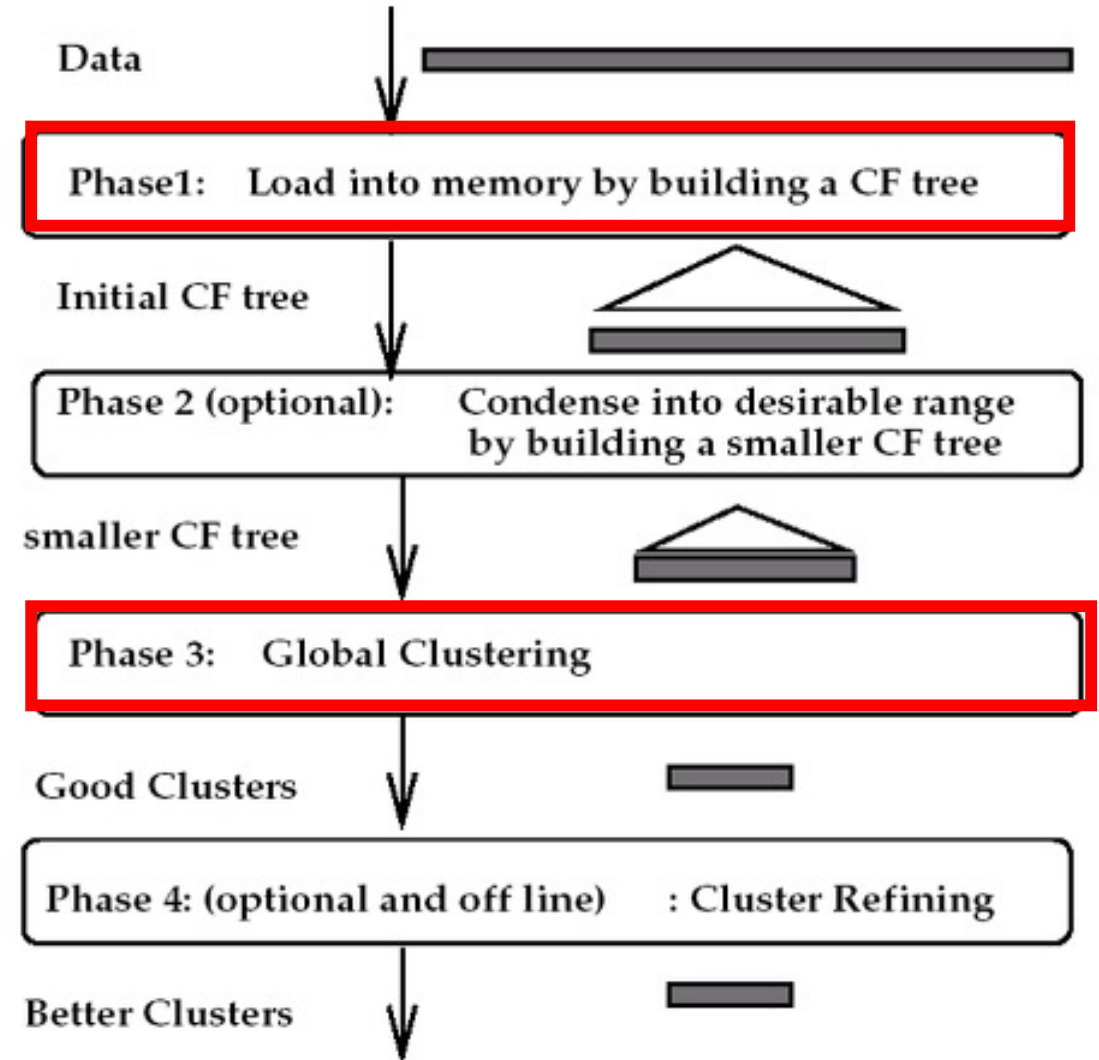 Data
Phase1: Load into memory by building a CF tree
Initial CF tree
Phase 2 (optional): Condense into desirable range
by building a smaller CF tree
smaller CF tree
Phase 3: Global Clustering
Good Clusters
Phase 4: (optional and off line) : Cluster Refining
Better Clusters